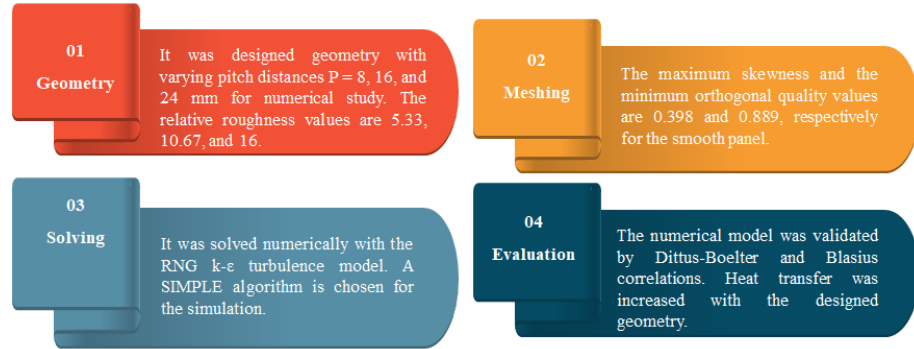 01
Geometry
It was designed geometry with
varying pitch distances P = 8, 16, and
24 mm for numerical study. The
relative roughness values are 5.33,
10.67, and 16.
02
Meshing
The maximum skewness and the
minimum orthogonal quality values
are 0.398 and 0.889, respectively
for the smooth panel.
03
Solving
It was solved numerically with the
RNG k-ε turbulence model. A
SIMPLE algorithm is chosen for
the simulation.
04
Evaluation
The numerical model was validated
by Dittus-Boelter and Blasius
correlations. Heat transfer was
increased with the designed
geometry.